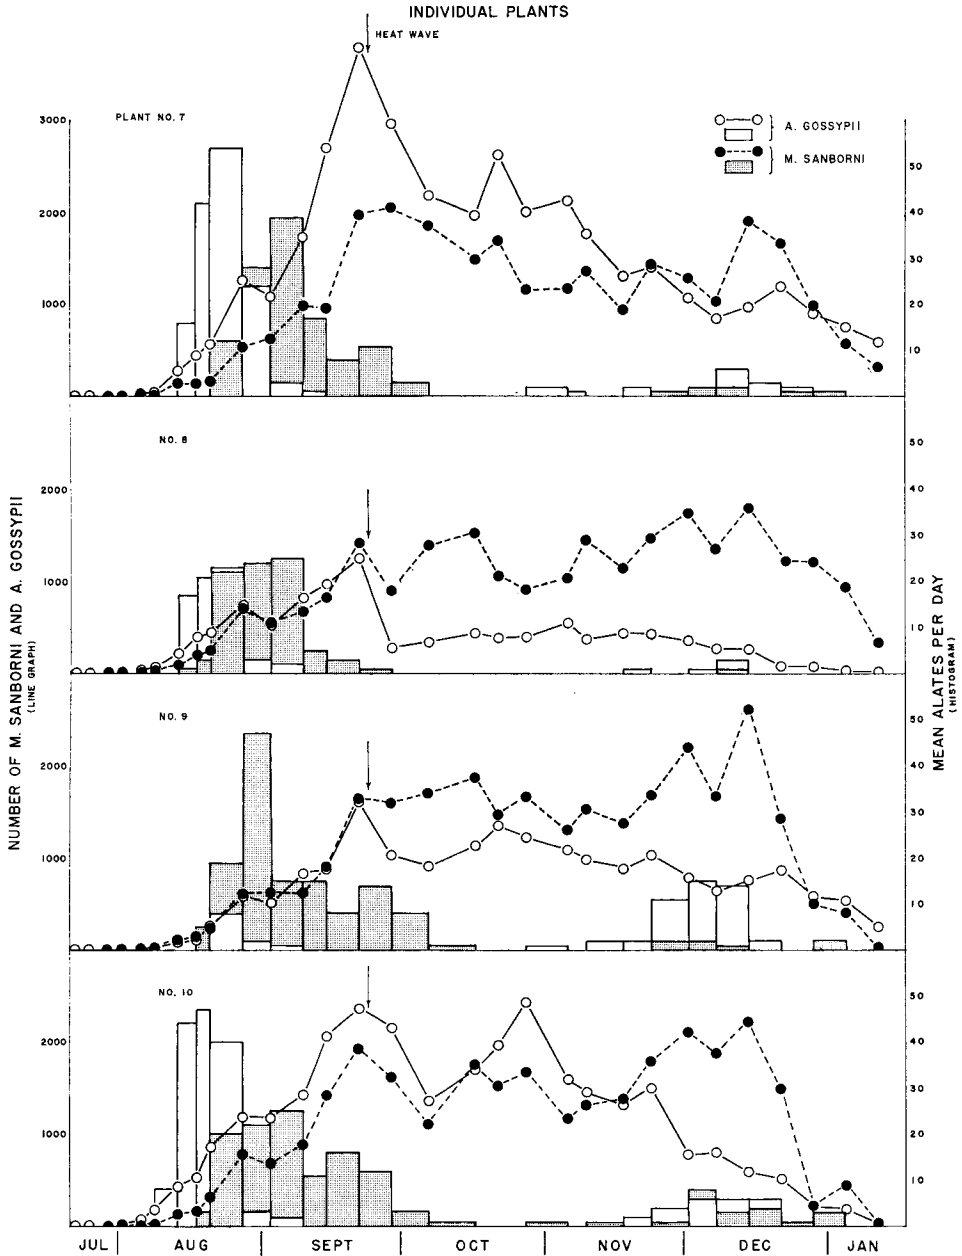 INDIVIDUAL PLANTS
HEAT WAVE
PLANT NO. 7
A. GOSSYPII
M. SANBORNI
3000
2000
1000
50
40
30
20
10
NO. 8
2000
1000
50
40
30
20
10
NO. 9
2000
1000
50
40
30
20
10
NO. 10
2000
1000
50
40
30
20
10
NUMBER OF M. SANBORNI AND A. GOSSYPII
(LINE GRAPH)
MEAN ALATES PER DAY
(HISTOGRAM)
JUL AUG SEPT OCT NOV DEC JAN